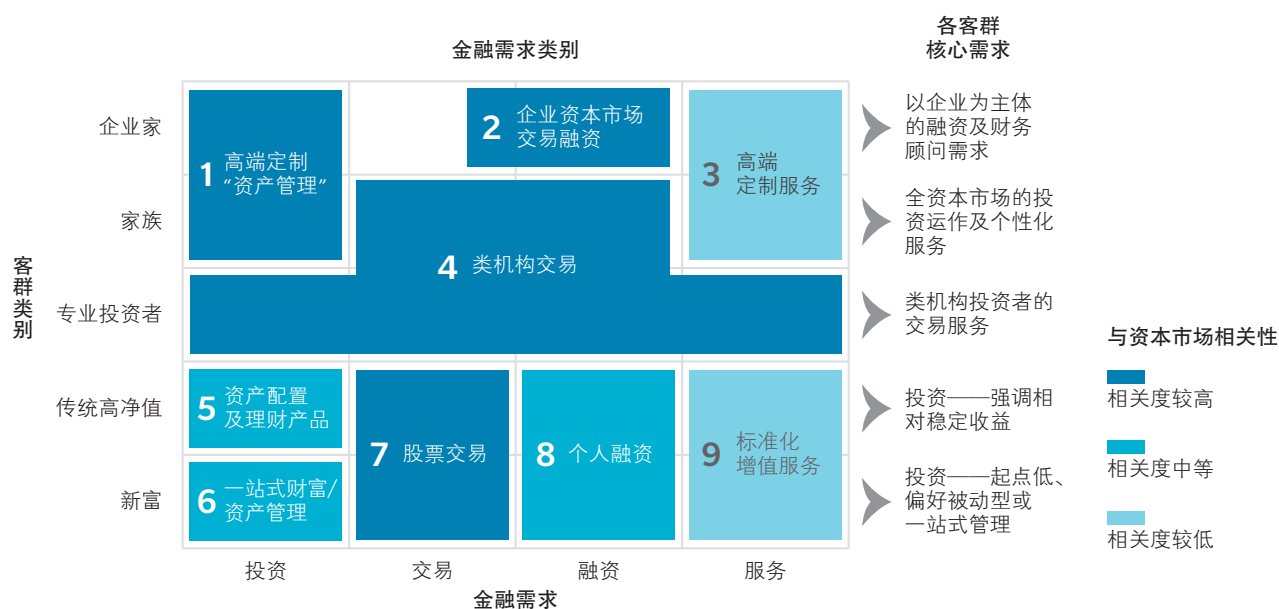 金融需求类别
各客群
核心需求
客群类别
企业家
家族
专业投资者
传统高净值
新富
1 高端定制
“资产管理”
2 企业资本市场
交易融资
3 高端
定制服务
4 类机构交易
5 资产配置
及理财产品
6 一站式财富/
资产管理
7 股票交易
8 个人融资
9 标准化
增值服务
以企业为主体
的融资及财务
顾问需求
全资本市场的投
资运作及个性化
服务
类机构投资者的
交易服务
投资——强调相
对稳定收益
投资——起点低、
偏好被动型或
一站式管理
与资本市场相关性
相关度较高
相关度中等
相关度较低
投资
交易
融资
服务
金融需求